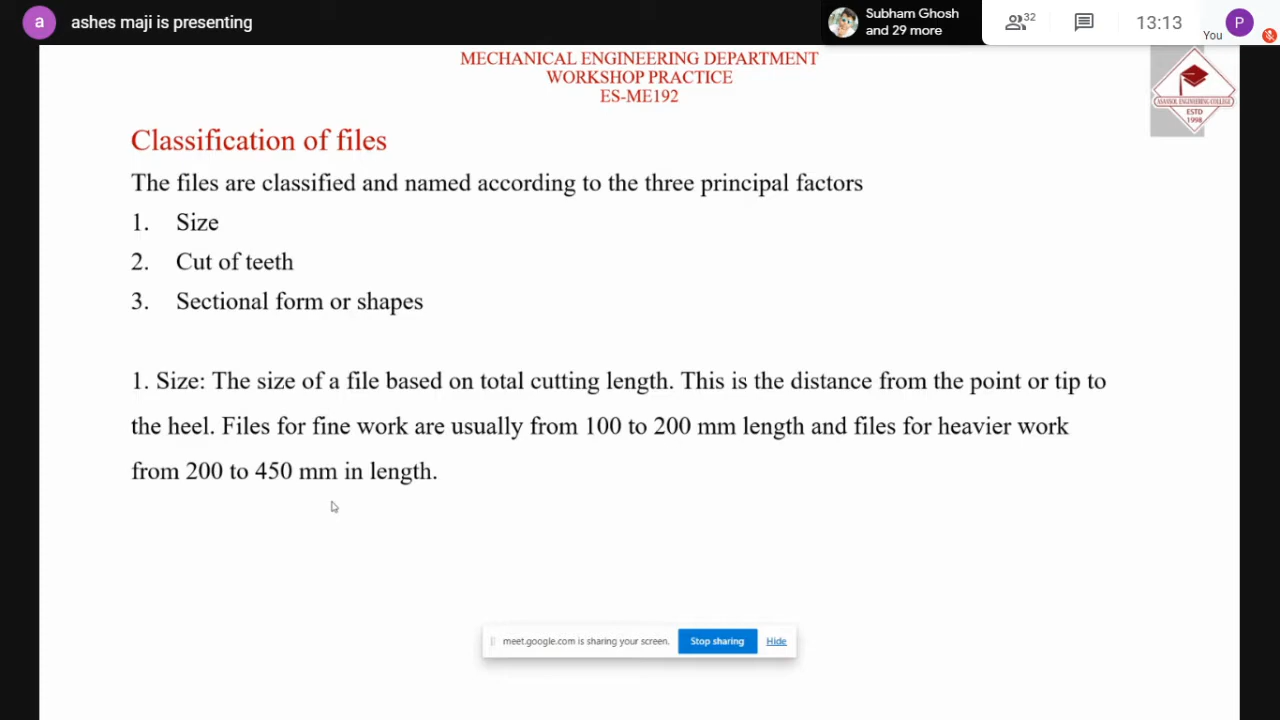 a
ashes maji is presenting
Subham Ghosh
and 29 more
32
13:13
You
P
MECHANICAL ENGINEERING DEPARTMENT
WORKSHOP PRACTICE
ES-ME192
ASANSOL ENGINEERING COLLEGE
ESTD
1998
Classification of files
The files are classified and named according to the three principal factors
1. Size
2. Cut of teeth
3. Sectional form or shapes
1. Size: The size of a file based on total cutting length. This is the distance from the point or tip to
the heel. Files for fine work are usually from 100 to 200 mm length and files for heavier work
from 200 to 450 mm in length.
meet.google.com is sharing your screen.
Stop sharing
Hide